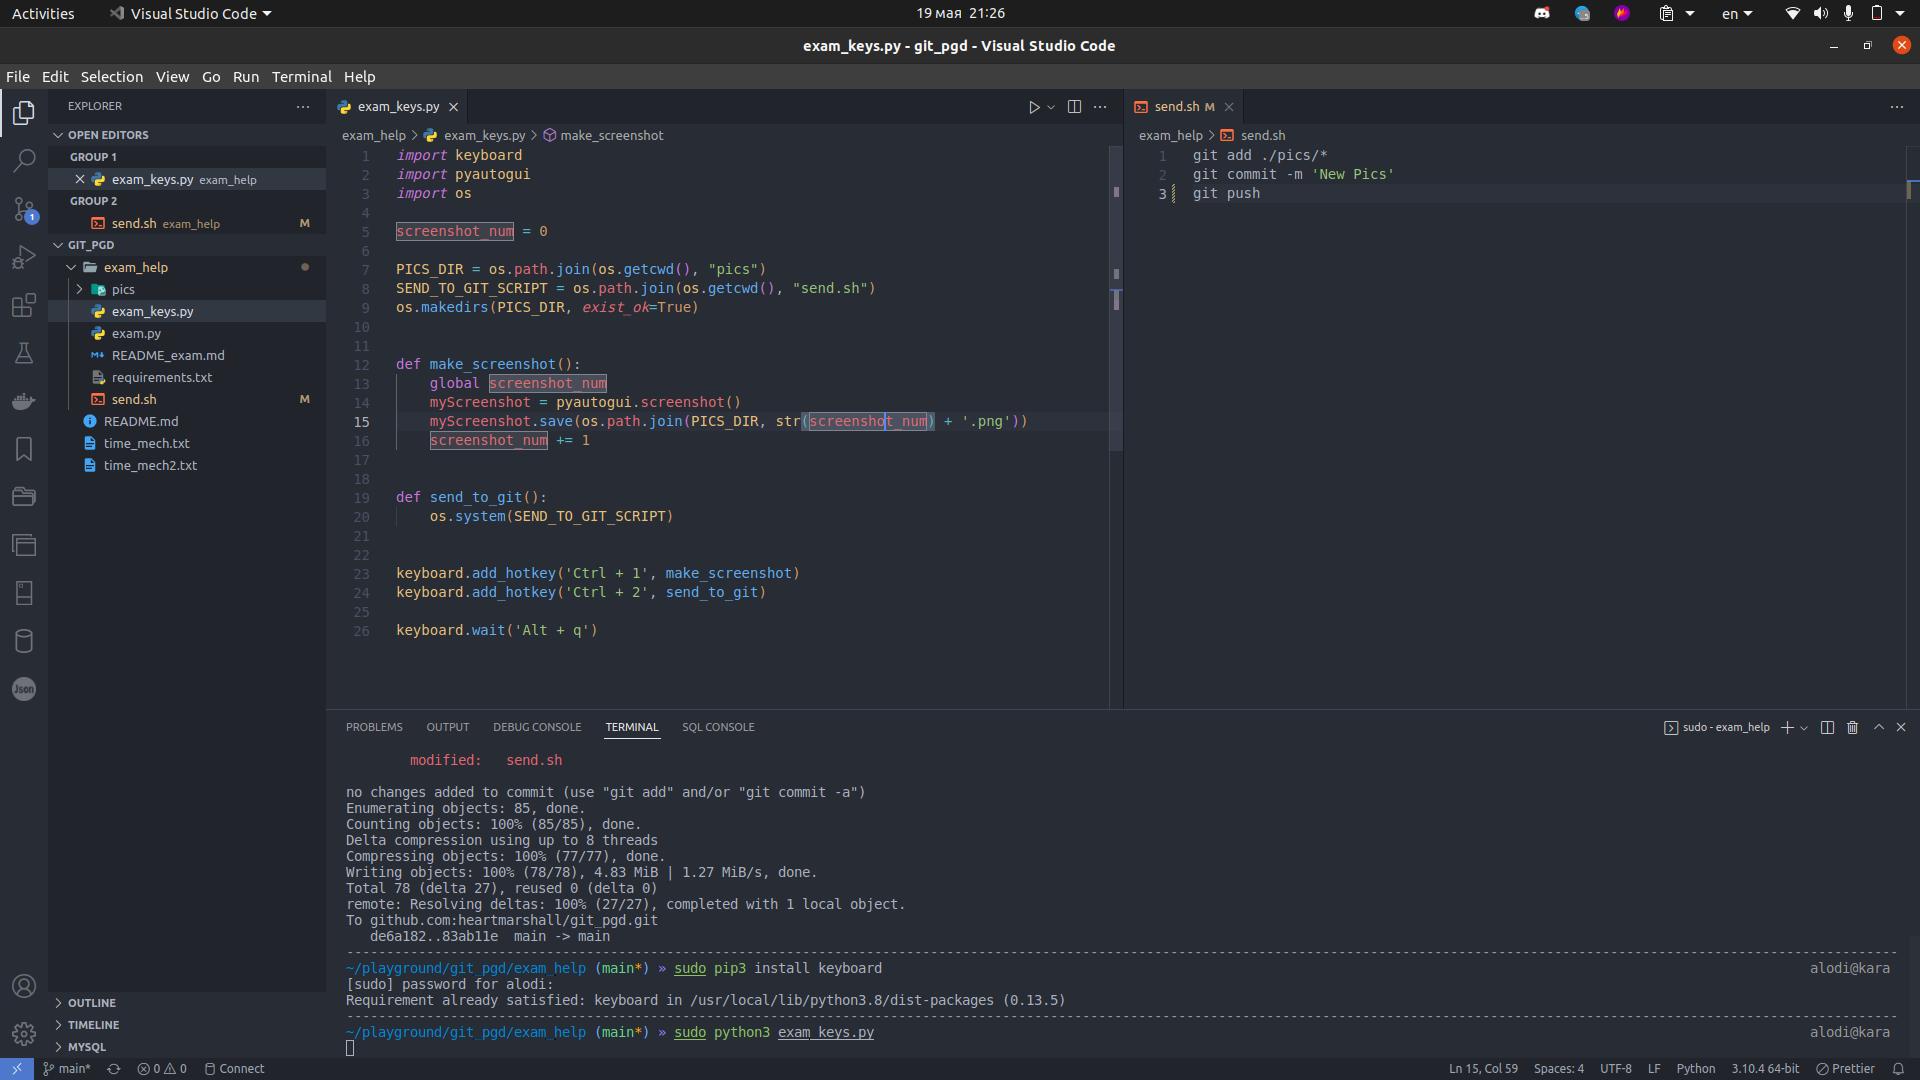 Activities
Visual Studio Code
19 мая 21:26
en
exam_keys.py - git_pgd - Visual Studio Code
File Edit Selection View Go Run Terminal Help
EXPLORER
OPEN EDITORS
GROUP 1
exam_keys.py exam_help
GROUP 2
send.sh exam_help M
GIT_PGD
exam_help
pics
exam_keys.py
exam.py
README_exam.md
requirements.txt
send.sh M
README.md
time_mech.txt
time_mech2.txt
OUTLINE
TIMELINE
MYSQL
1
Json
exam_keys.py
exam_help > exam_keys.py > make_screenshot
1 import keyboard
2 import pyautogui
3 import os
4
5 screenshot_num = 0
6
7 PICS_DIR = os.path.join(os.getcwd(), "pics")
8 SEND_TO_GIT_SCRIPT = os.path.join(os.getcwd(), "send.sh")
9 os.makedirs(PICS_DIR, exist_ok=True)
10
11
12 def make_screenshot():
13 global screenshot_num
14 myScreenshot = pyautogui.screenshot()
15 myScreenshot.save(os.path.join(PICS_DIR, str(screenshot_num) + '.png'))
16 screenshot_num += 1
17
18
19 def send_to_git():
20 os.system(SEND_TO_GIT_SCRIPT)
21
22
23 keyboard.add_hotkey('Ctrl + 1', make_screenshot)
24 keyboard.add_hotkey('Ctrl + 2', send_to_git)
25
26 keyboard.wait('Alt + q')
send.sh M
exam_help > send.sh
1 git add ./pics/*
2 git commit -m 'New Pics'
3 git push
PROBLEMS OUTPUT DEBUG CONSOLE TERMINAL SQL CONSOLE
sudo - exam_help
modified: send.sh
no changes added to commit (use "git add" and/or "git commit -a")
Enumerating objects: 85, done.
Counting objects: 100% (85/85), done.
Delta compression using up to 8 threads
Compressing objects: 100% (77/77), done.
Writing objects: 100% (78/78), 4.83 MiB | 1.27 MiB/s, done.
Total 78 (delta 27), reused 0 (delta 0)
remote: Resolving deltas: 100% (27/27), completed with 1 local object.
To github.com:heartmarshall/git_pgd.git
de6a182..83ab11e main -> main
~/playground/git_pgd/exam_help (main*) » sudo pip3 install keyboard alodi@kara
[sudo] password for alodi:
Requirement already satisfied: keyboard in /usr/local/lib/python3.8/dist-packages (0.13.5)
~/playground/git_pgd/exam_help (main*) » sudo python3 exam_keys.py alodi@kara
main* 0 0 Connect
Ln 15, Col 59 Spaces: 4 UTF-8 LF Python 3.10.4 64-bit Prettier